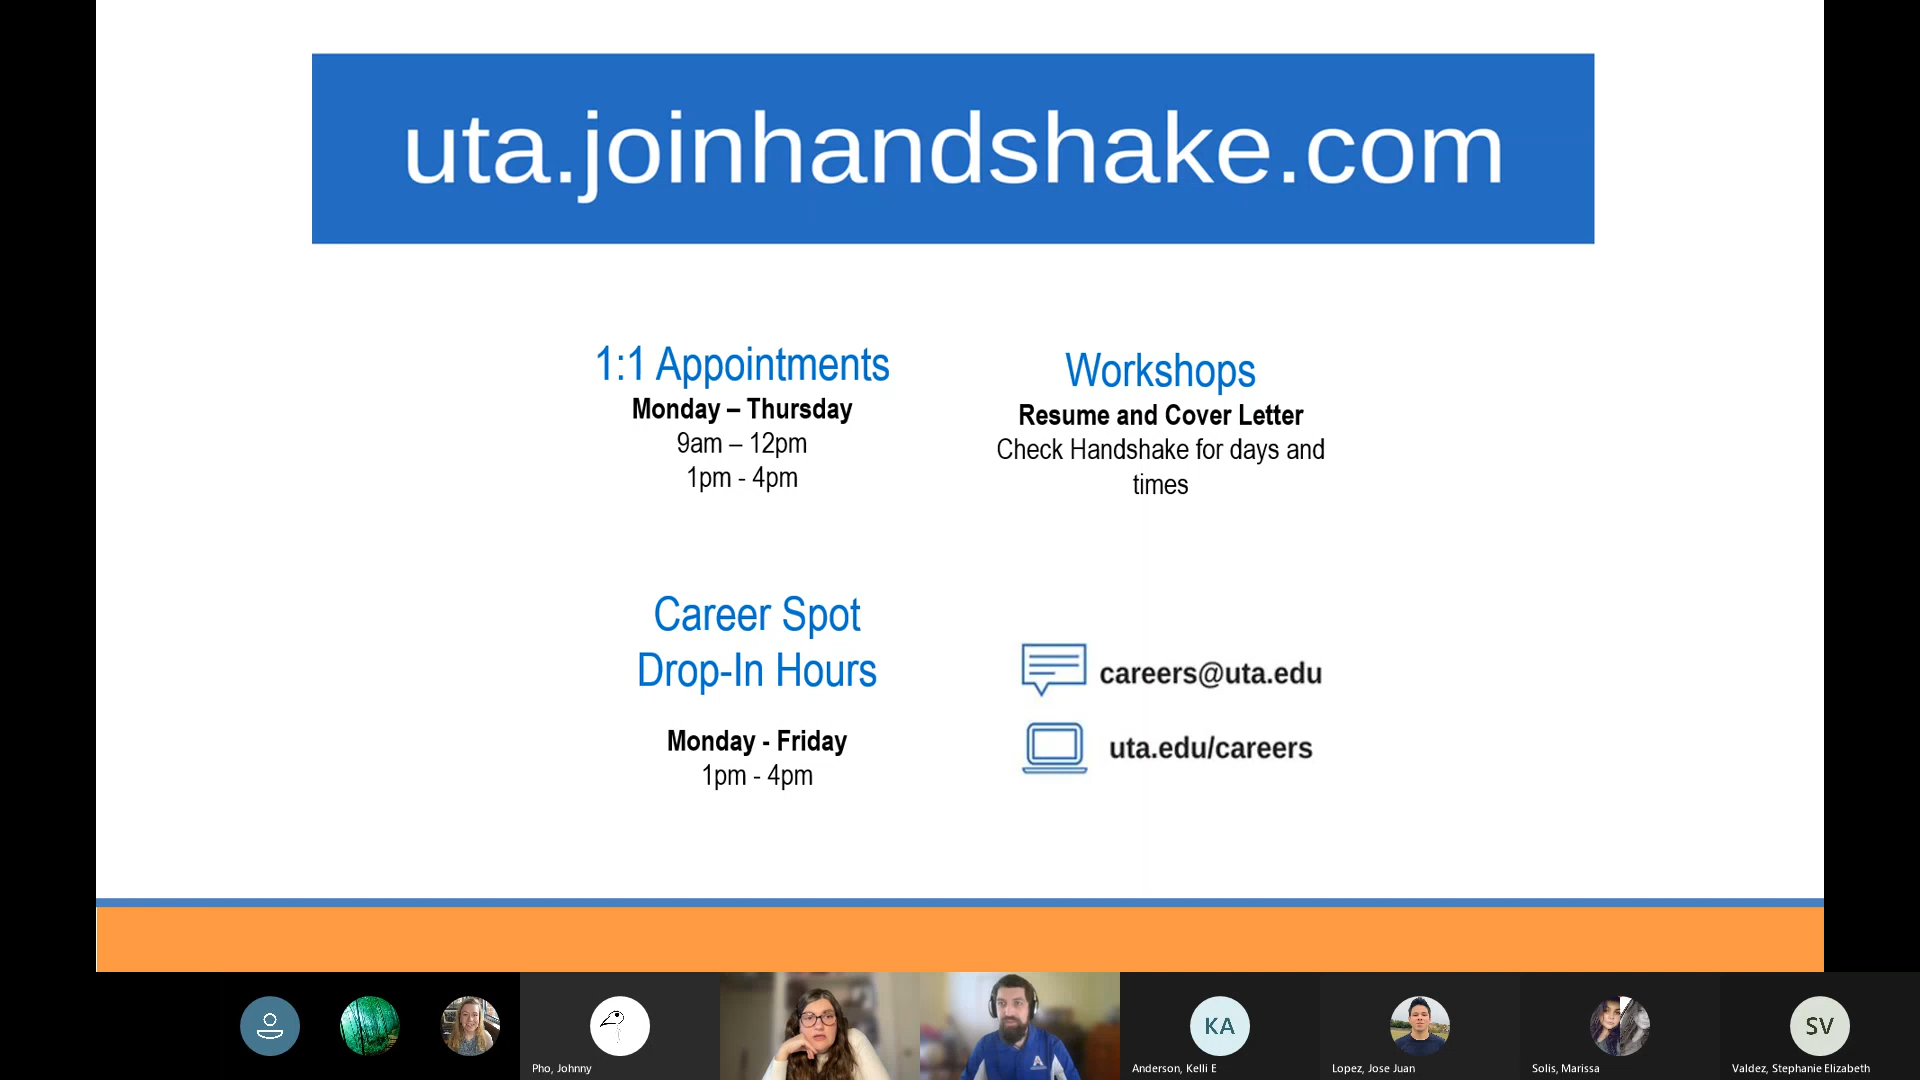 uta.joinhandshake.com
1:1 Appointments
Monday – Thursday
9am – 12pm
1pm - 4pm
Workshops
Resume and Cover Letter
Check Handshake for days and
times
Career Spot
Drop-In Hours
Monday - Friday
1pm - 4pm
careers@uta.edu
uta.edu/careers
Pho, Johnny
A
KA
Anderson, Kelli E
Lopez, Jose Juan
Solis, Marissa
SV
Valdez, Stephanie Elizabeth